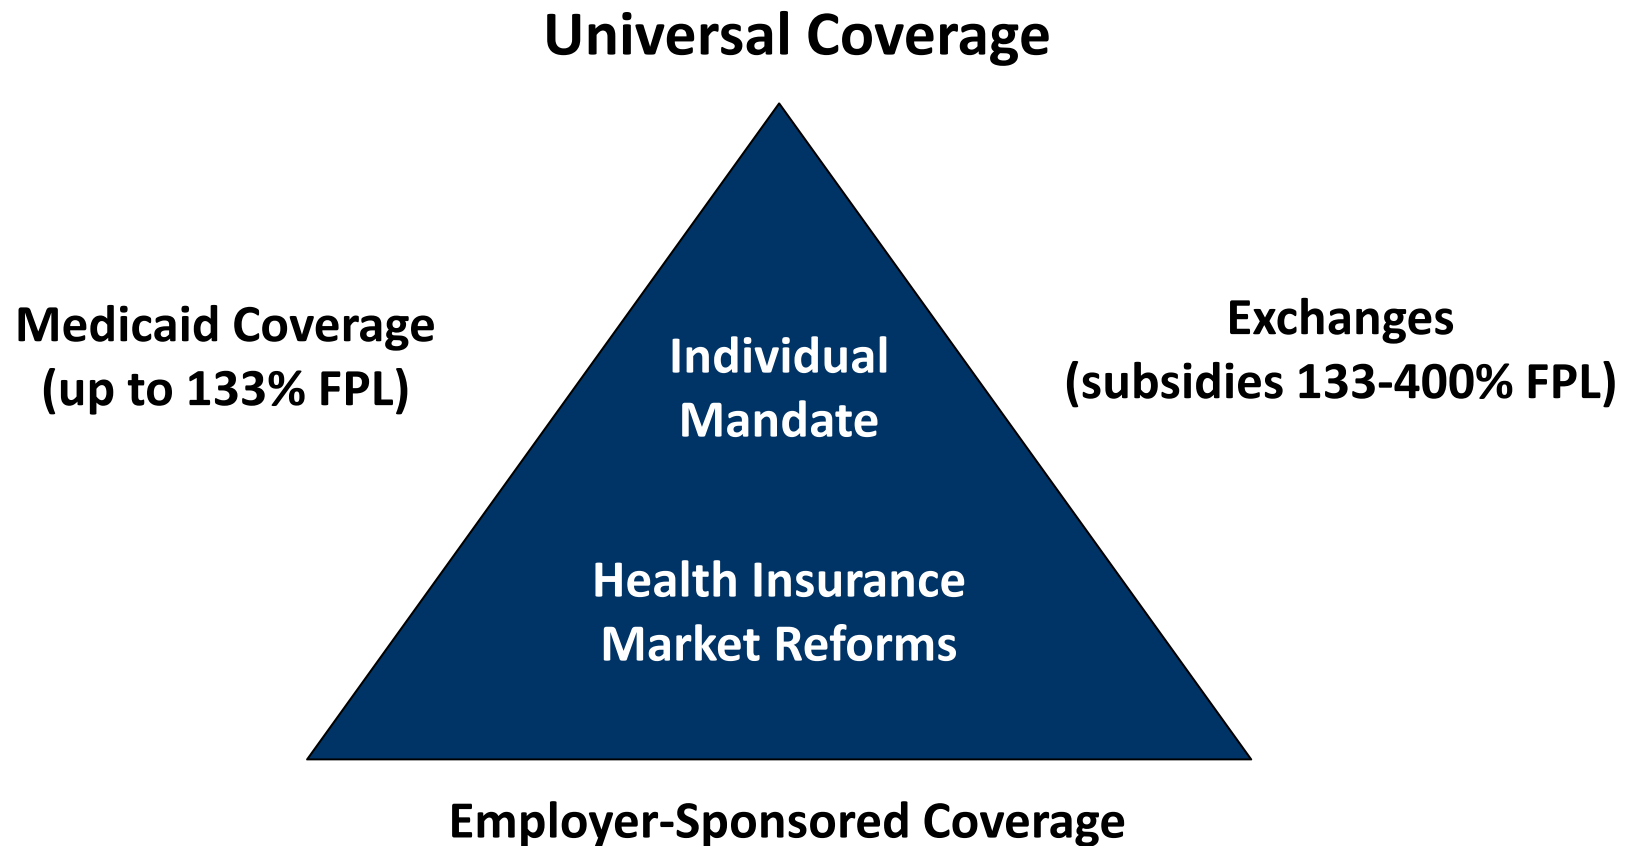 Universal Coverage
Medicaid Coverage
(up to 133% FPL)
Individual
Mandate
Exchanges
(subsidies 133-400% FPL)
Health Insurance
Market Reforms
Employer-Sponsored Coverage